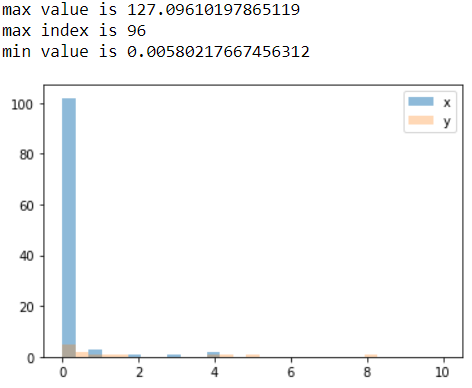 max value is 127.09610197865119
max index is 96
min value is 0.00580217667456312
100
80
60
40
20
0
x
y
0 2 4 6 8 10